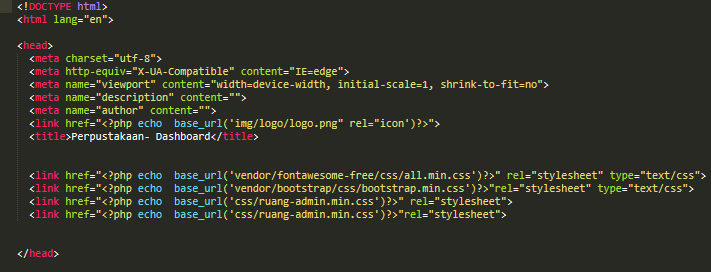 <!DOCTYPE html>
<html lang="en">
<head>
<meta charset="utf-8">
<meta http-equiv="X-UA-Compatible" content="IE=edge">
<meta name="viewport" content="width=device-width, initial-scale=1, shrink-to-fit=no">
<meta name="description" content="">
<meta name="author" content="">
<link href="<?php echo  base_url('img/logo/logo.png" rel="icon')?>">
<title>Perpustakaan- Dashboard</title>
<link href="<?php echo  base_url('vendor/fontawesome-free/css/all.min.css')?>" rel="stylesheet" type="text/css">
<link href="<?php echo  base_url('vendor/bootstrap/css/bootstrap.min.css')?>"rel="stylesheet" type="text/css">
<link href="<?php echo  base_url('css/ruang-admin.min.css')?>" rel="stylesheet">
<link href="<?php echo  base_url('css/ruang-admin.min.css')?>"rel="stylesheet">
</head>